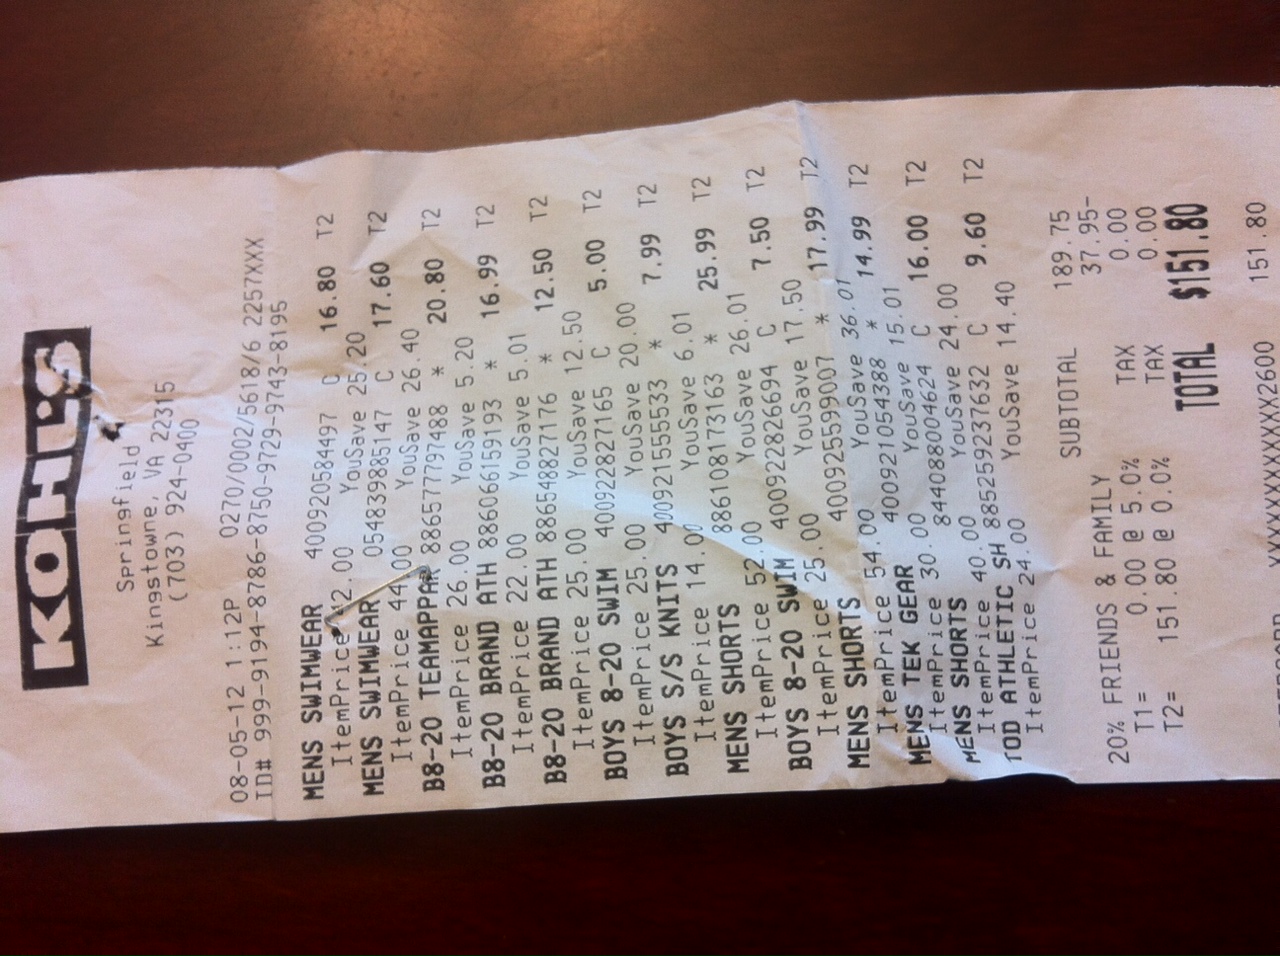 KOHL'S
Springfield
Kingstowne, VA 22315
(703) 924-0400
08-05-12 1:12P 0270/0002/5618/6 2257XXX
ID# 999-9194-8786-8750-9729-9743-8195
MENS SWIMWEAR 400920584497 C 16.80 T2
ItemPrice 42.00 YouSave 25.20
MENS SWIMWEAR 054839885147 C 17.60 T2
ItemPrice 44.00 YouSave 26.40
B8-20 TEAMAPPAR 886577797488 * 20.80 T2
ItemPrice 26.00 YouSave 5.20
B8-20 BRAND ATH 886066159193 * 16.99 T2
ItemPrice 22.00 YouSave 5.01
B8-20 BRAND ATH 886548827176 * 12.50 T2
ItemPrice 25.00 YouSave 12.50
BOYS 8-20 SWIM 400922827165 C 5.00 T2
ItemPrice 25.00 YouSave 20.00
BOYS S/S KNITS 400921555533 * 7.99 T2
ItemPrice 14.00 YouSave 6.01
MENS SHORTS 886108173163 * 25.99 T2
ItemPrice 52.00 YouSave 26.01
BOYS 8-20 SWIM 400922826694 C 7.50 T2
ItemPrice 25.00 YouSave 17.50
MENS SHORTS 400925599007 * 17.99 T2
ItemPrice 54.00 YouSave 36.01
MENS TEK GEAR 400921054388 * 14.99 T2
ItemPrice 30.00 YouSave 15.01
MENS SHORTS 844088004624 C 16.00 T2
ItemPrice 40.00 YouSave 24.00
TOD ATHLETIC SH 885259237632 C 9.60 T2
ItemPrice 24.00 YouSave 14.40
SUBTOTAL 189.75
20% FRIENDS & FAMILY 37.95-
T1= 0.00 @ 5.0% TAX 0.00
T2= 151.80 @ 0.0% TAX 0.00
TOTAL $151.80
XXXXXXXXXXXX2600 151.80